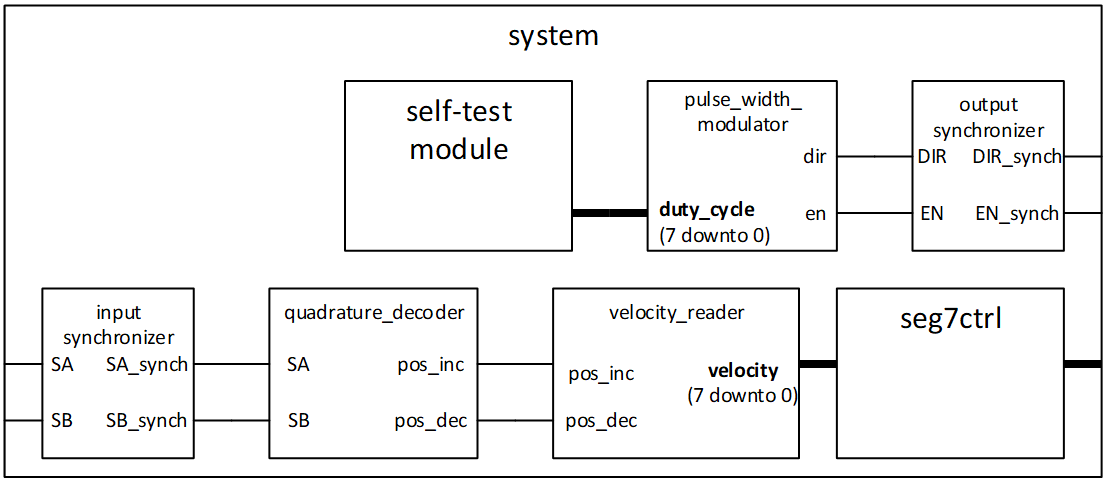 system
self-test
module
pulse_width_
modulator
dir
duty_cycle
en
(7 downto 0)
output
synchronizer
DIR DIR_synch
EN EN_synch
input
synchronizer
SA SA_synch
SB SB_synch
quadrature_decoder
SA pos_inc
SB pos_dec
velocity_reader
pos_inc
velocity
(7 downto 0)
pos_dec
seg7ctrl